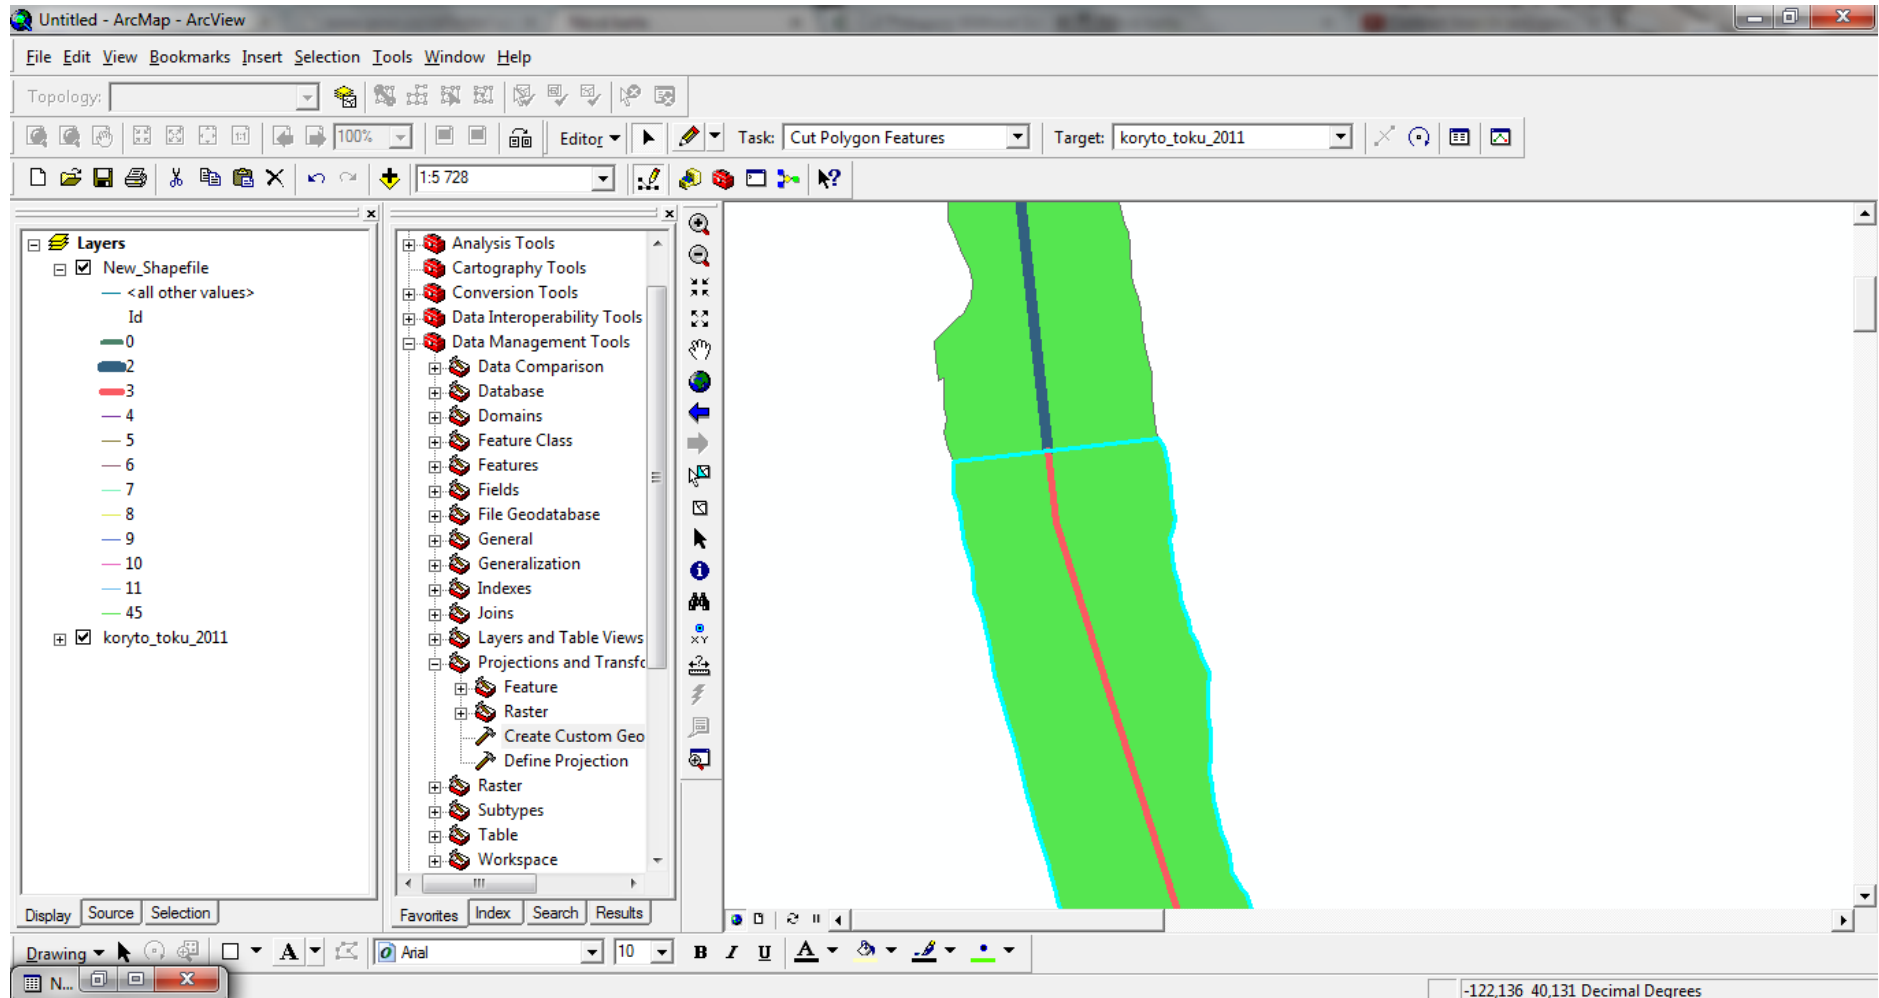 Untitled - ArcMap - ArcView
File Edit View Bookmarks Insert Selection Tools Window Help
Topology:
1:1 100% Editor Task: Cut Polygon Features Target: koryto_toku_2011
1:5 728
Layers
New_Shapefile
<all other values>
Id
0
2
3
4
5
6
7
8
9
10
11
45
koryto_toku_2011
Display Source Selection
Analysis Tools
Cartography Tools
Conversion Tools
Data Interoperability Tools
Data Management Tools
Data Comparison
Database
Domains
Feature Class
Features
Fields
File Geodatabase
General
Generalization
Indexes
Joins
Layers and Table Views
Projections and Transfc
Feature
Raster
Create Custom Geo
Define Projection
Raster
Subtypes
Table
Workspace
Favorites Index Search Results
XY
Drawing A Arial 10 B I U A
N...
-122,136 40,131 Decimal Degrees